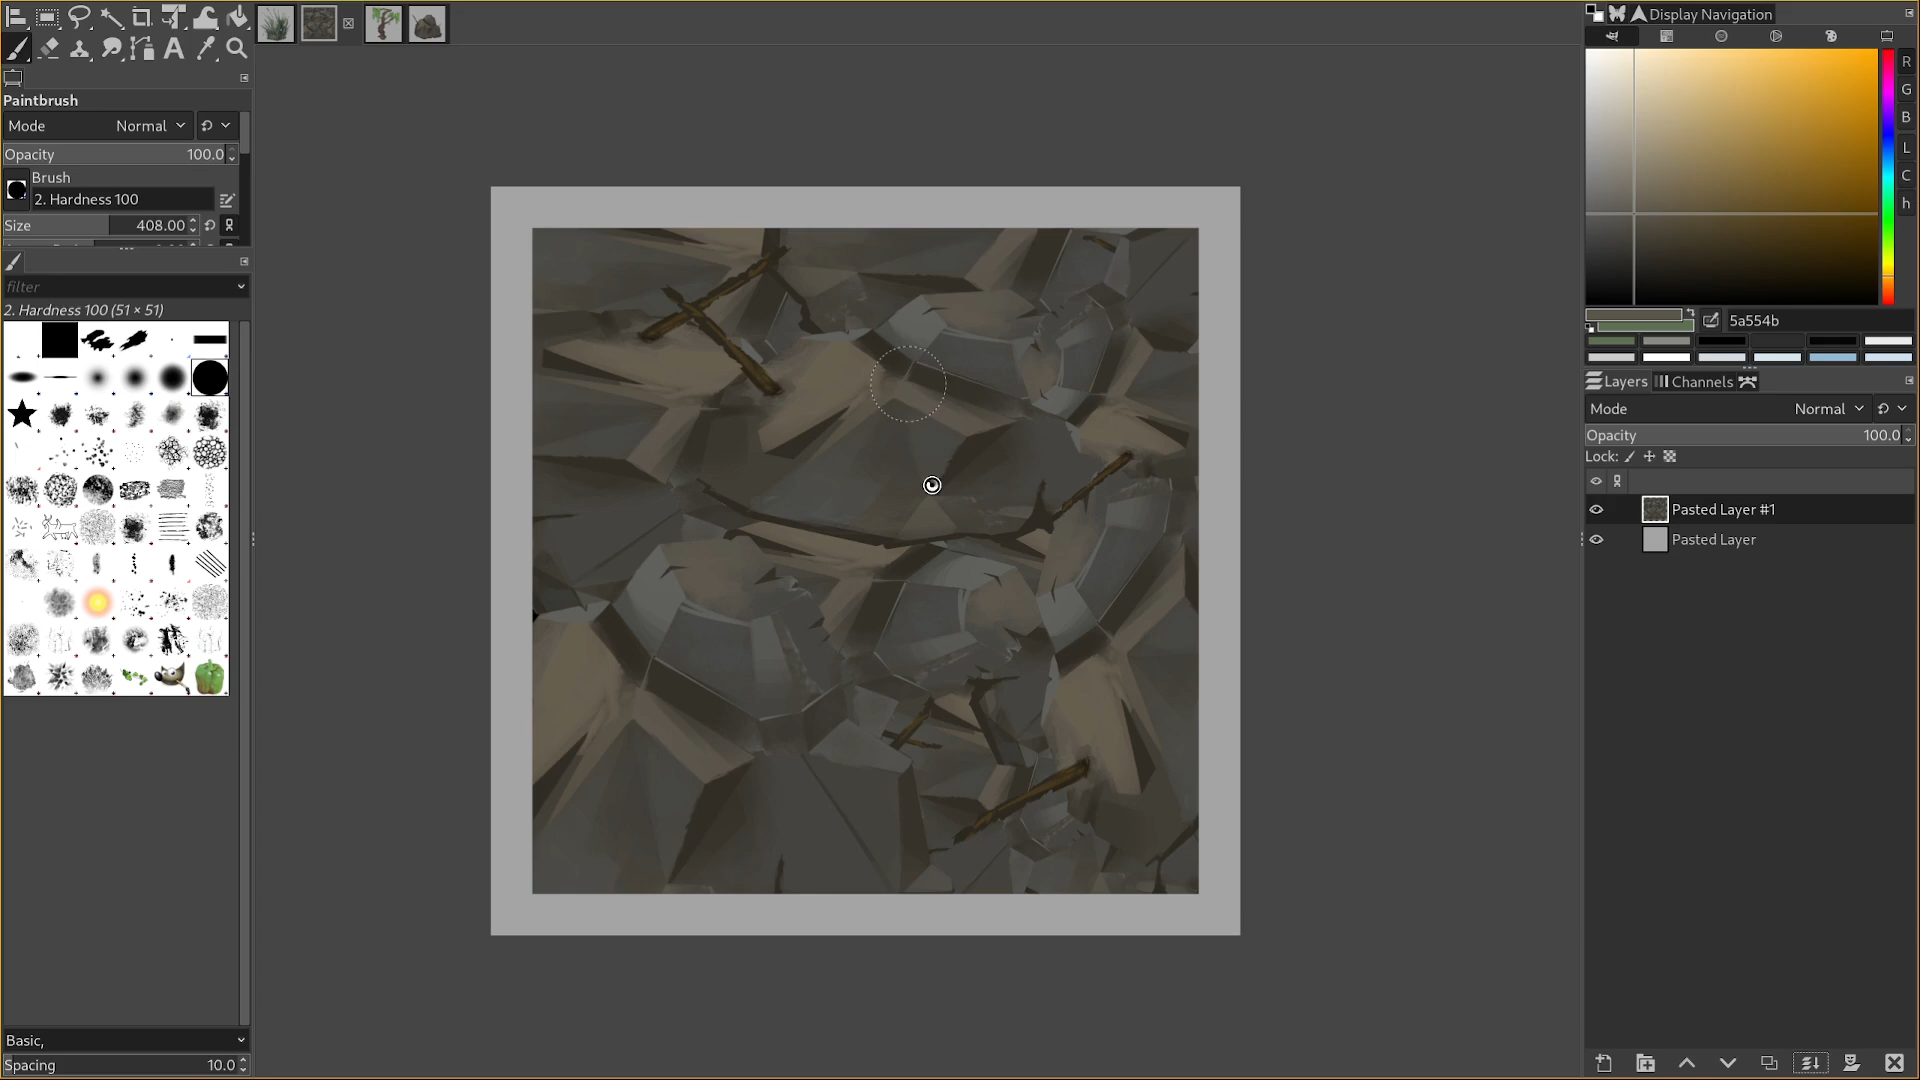 Display Navigation
Paintbrush
Mode Normal
Opacity 100.0
Brush
2. Hardness 100
Size 408.00
filter
2. Hardness 100 (51 × 51)
Basic,
Spacing 10.0
R
G
B
L
C
h
5a554b
Layers Channels
Mode Normal
Opacity 100.0
Lock:
Pasted Layer #1
Pasted Layer